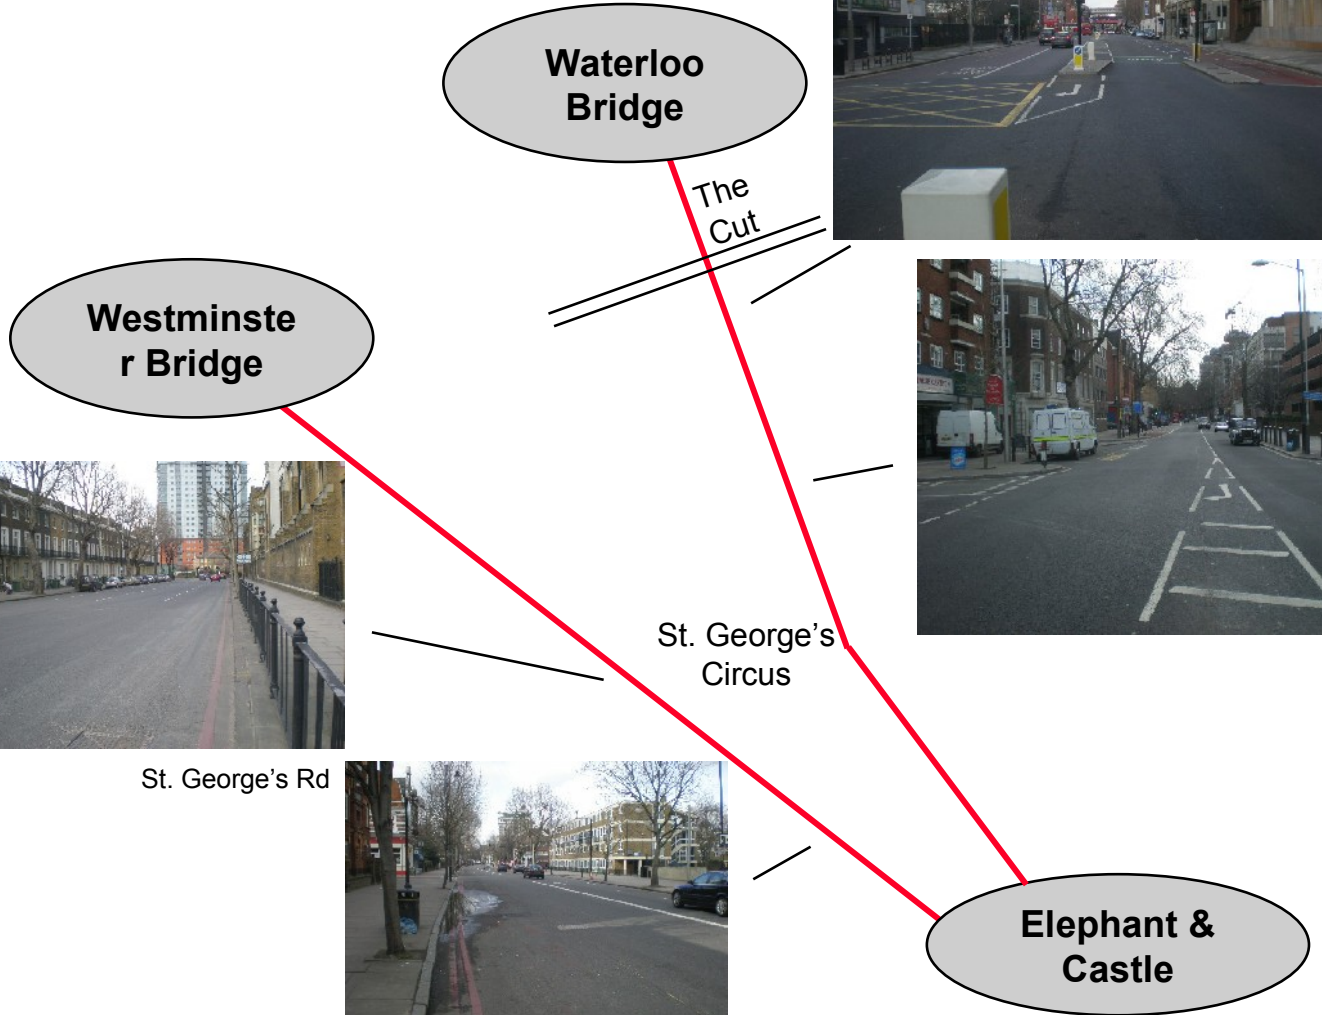 Waterloo
Bridge
The
Cut
Westminste
r Bridge
St. George’s
Circus
St. George’s Rd
Elephant &
Castle